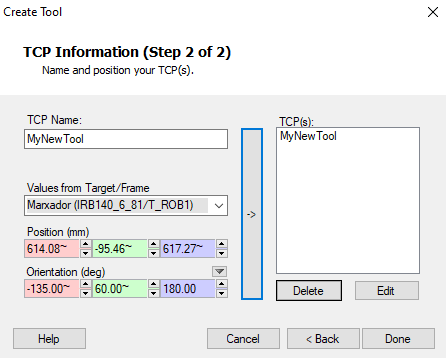 Create Tool
TCP Information (Step 2 of 2)
Name and position your TCP(s).
TCP Name:
MyNewTool
Values from Target/Frame
Marxador (IRB140_6_81/T_ROB1)
Position (mm)
614.08~ -95.46~ 617.27~
Orientation (deg)
-135.00~ 60.00~ 180.00
->
TCP(s):
MyNewTool
Delete Edit
Help Cancel < Back Done